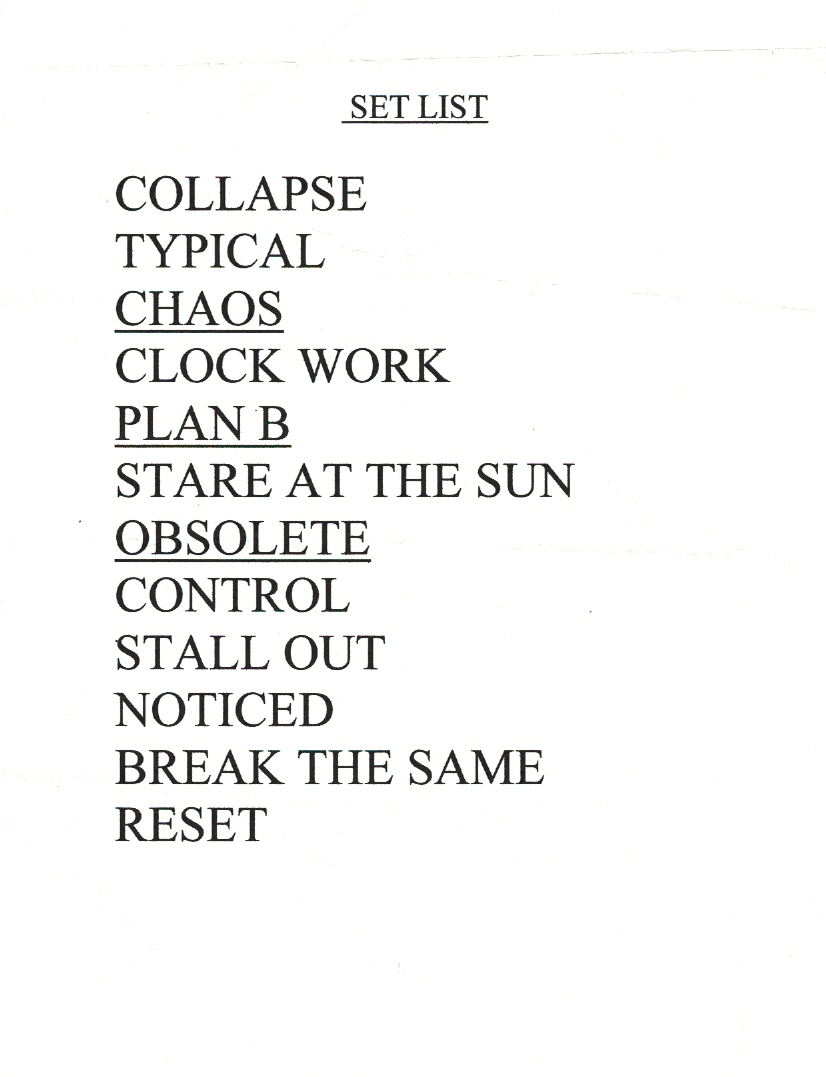 SET LIST
COLLAPSE
TYPICAL
CHAOS
CLOCK WORK
PLAN B
STARE AT THE SUN
OBSOLETE
CONTROL
STALL OUT
NOTICED
BREAK THE SAME
RESET